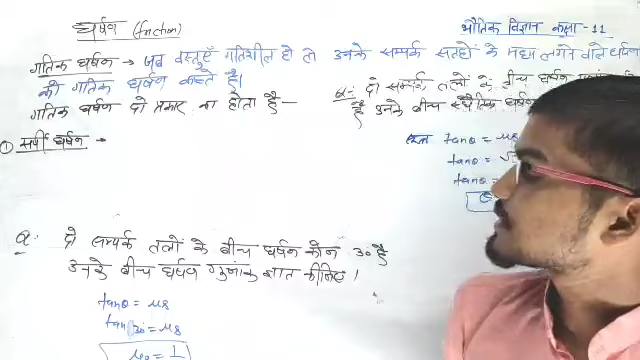 घर्षण (friction)
भौतिक विज्ञान कक्षा - 11
गतिक घर्षण → जब वस्तुएँ गतिशील हो तो उनके सम्पर्क सतहों के मध्य लगने वाले घर्षण
को गतिक घर्षण कहते है।
गतिक घर्षण दो प्रकार का होता है —
① सर्पी घर्षण →
Q: दो सम्पर्क तलों के बीच घर्षण
है उनके बीच स्थैतिक घर्षण
tanθ = μs
tanθ = √
tanθ =
Q: दो सम्पर्क तलों के बीच घर्षण कोन 30 है
उनके बीच घर्षण गुणांक ज्ञात कीजिए।
tanθ = μs
tan 30 = μs